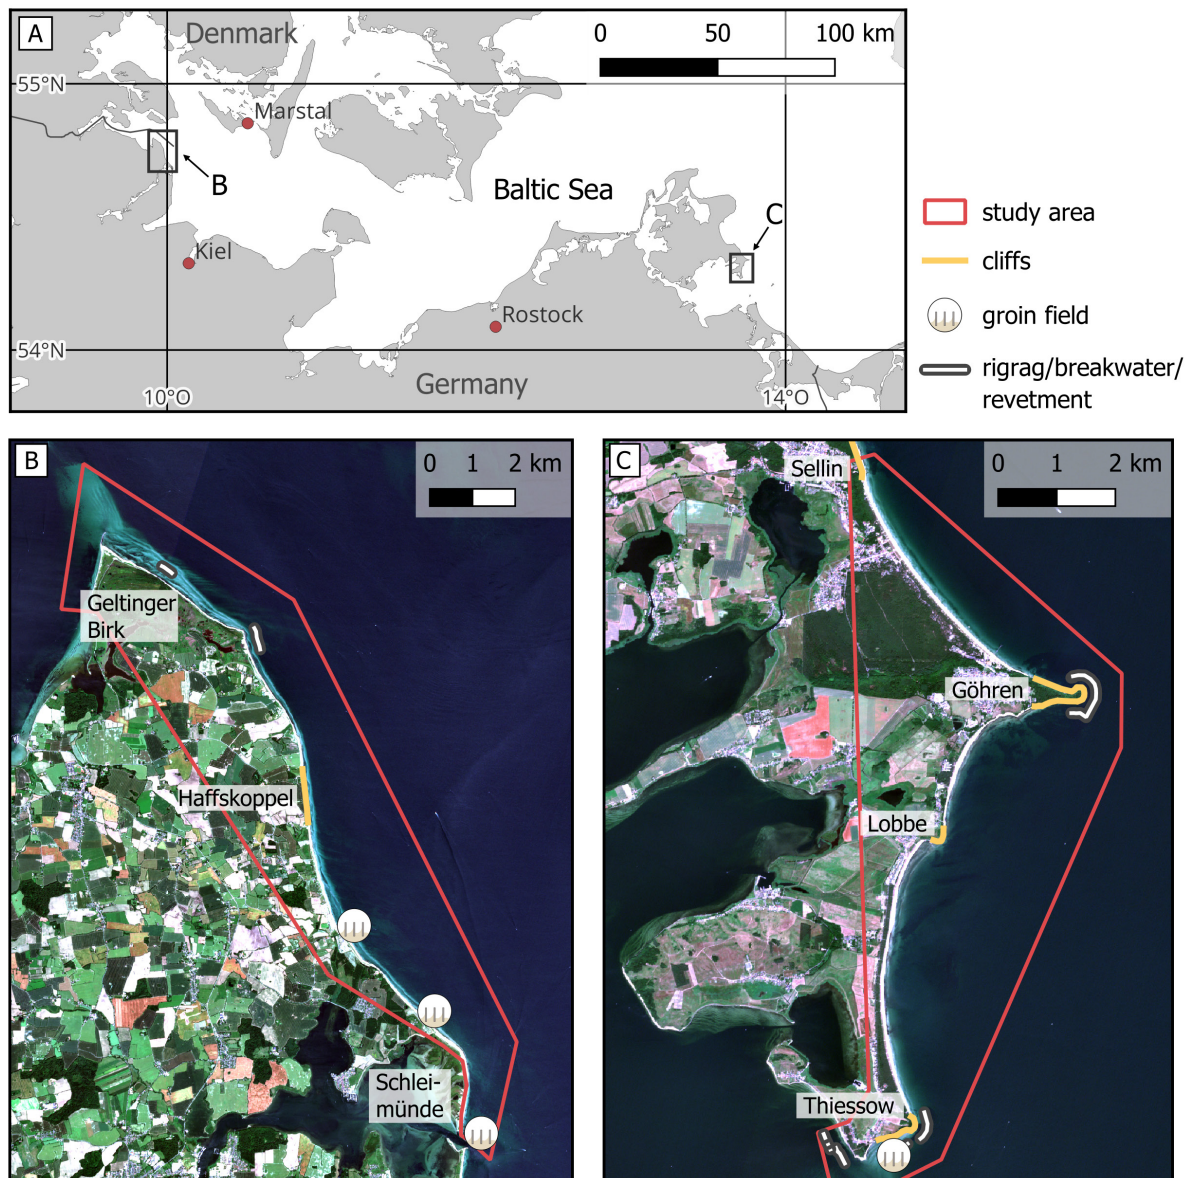 A
Denmark
0 50 100 km
55°N
Marstal
B
Baltic Sea
C
Kiel
Rostock
54°N
Germany
10°O
14°O
study area
cliffs
groin field
rigrag/breakwater/
revetment
B
0 1 2 km
Geltinger
Birk
Haffskoppel
Schlei-
münde
C
0 1 2 km
Sellin
Göhren
Lobbe
Thiessow